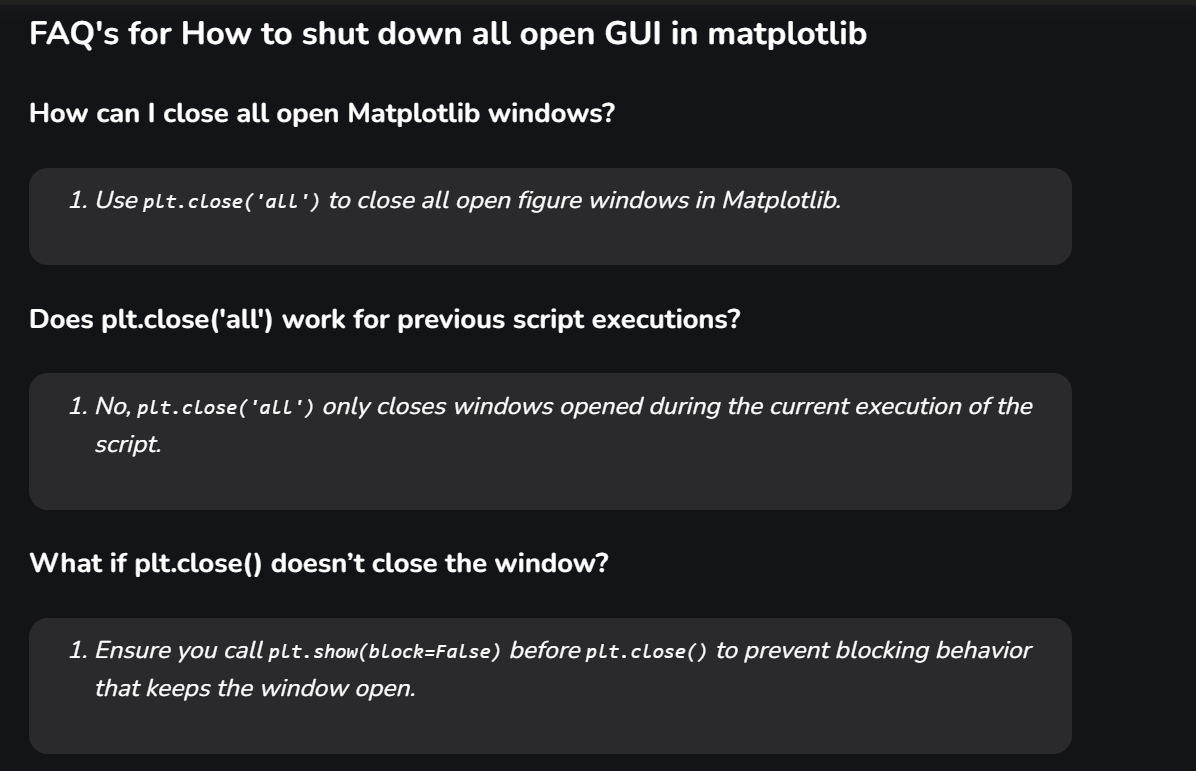 FAQ's for How to shut down all open GUI in matplotlib
How can I close all open Matplotlib windows?
1. Use plt.close('all') to close all open figure windows in Matplotlib.
Does plt.close('all') work for previous script executions?
1. No, plt.close('all') only closes windows opened during the current execution of the
script.
What if plt.close() doesn’t close the window?
1. Ensure you call plt.show(block=False) before plt.close() to prevent blocking behavior
that keeps the window open.